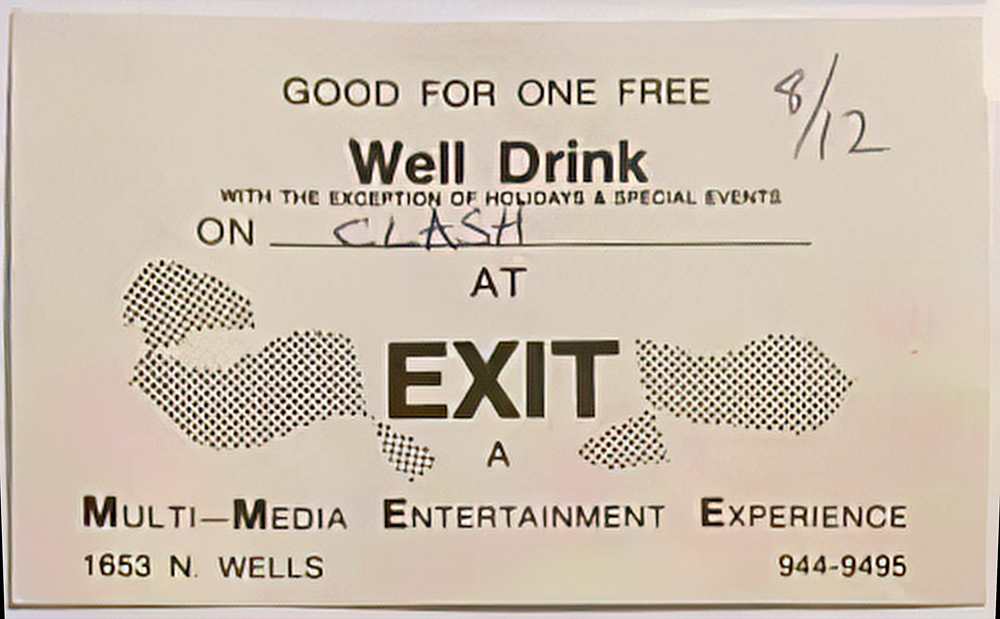 GOOD FOR ONE FREE
8/12
Well Drink
WITH THE EXCEPTION OF HOLIDAYS & SPECIAL EVENTS
ON CLASH
AT
EXIT
A
MULTI—MEDIA ENTERTAINMENT EXPERIENCE
1653 N. WELLS 944-9495